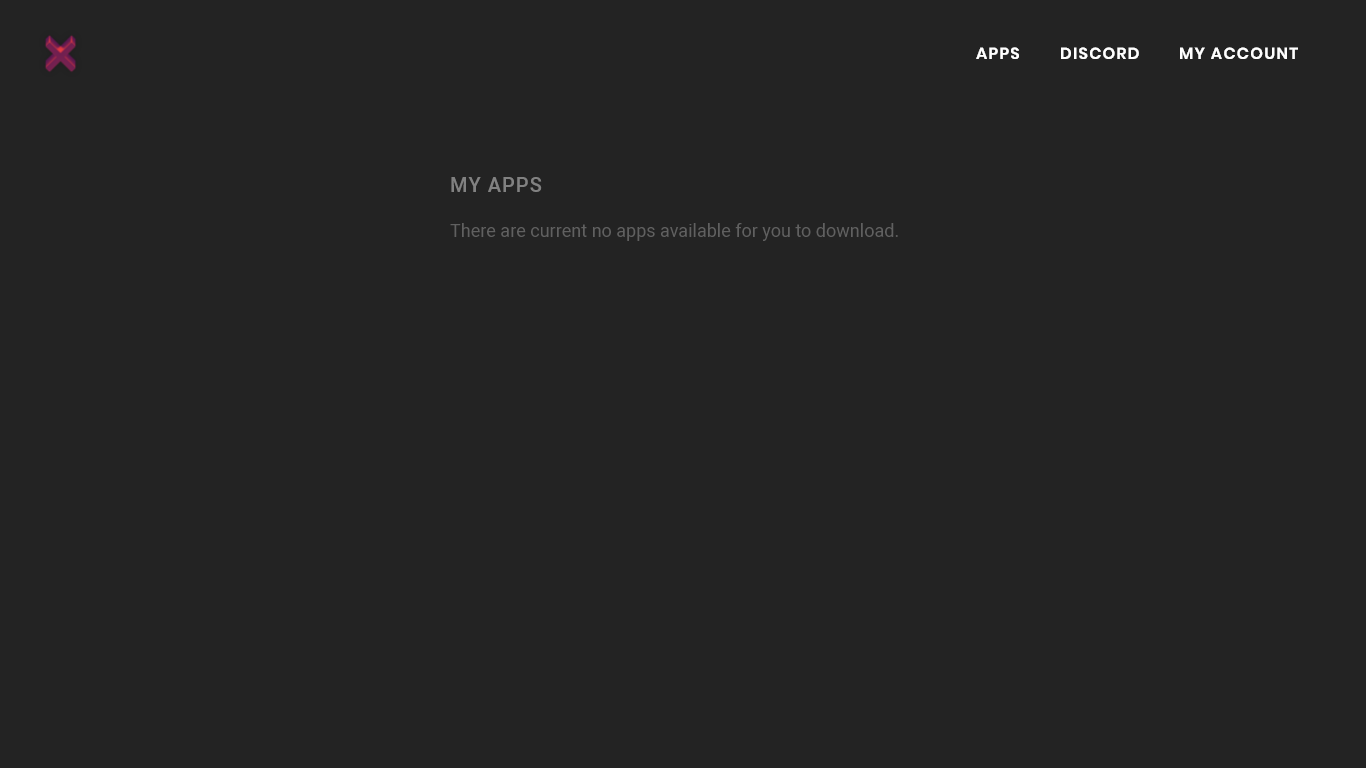 APPS DISCORD MY ACCOUNT
MY APPS
There are current no apps available for you to download.